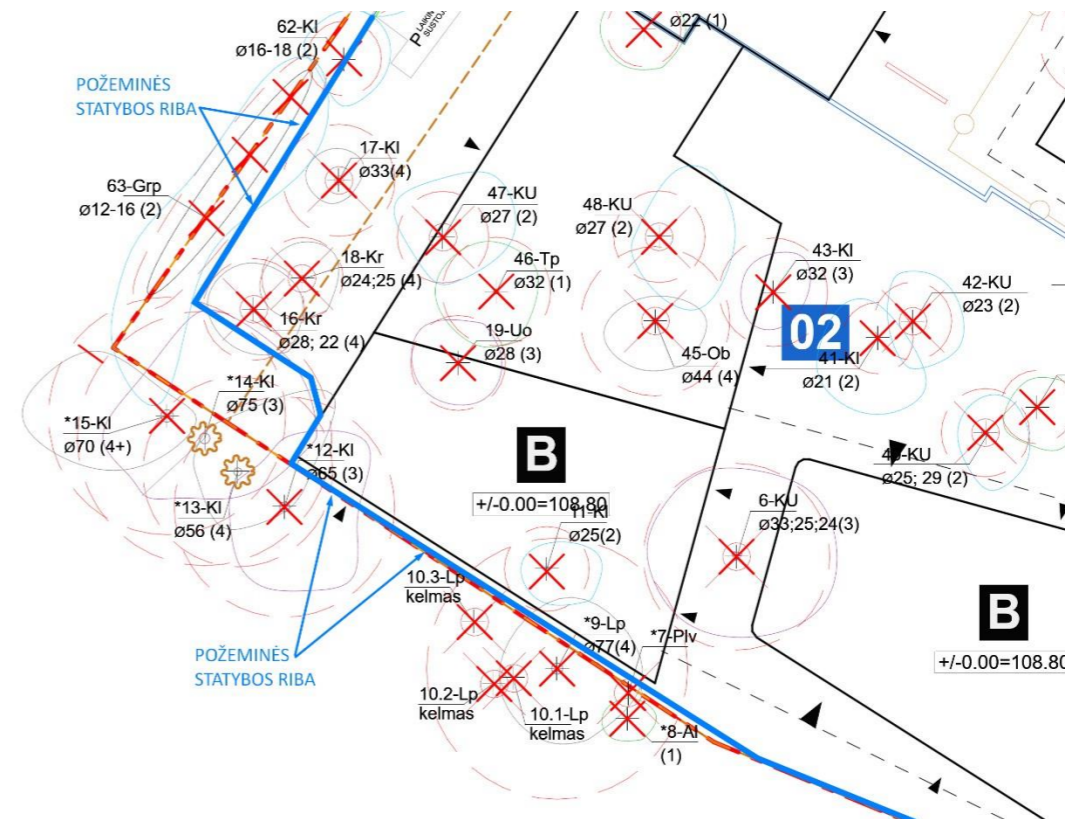 ø22 (1)
P LAIKINO
SUSTOJ
62-Kl
ø16-18 (2)
POŽEMINĖS
STATYBOS RIBA
17-Kl
ø33(4)
63-Grp
ø12-16 (2)
47-KU
ø27 (2)
48-KU
ø27 (2)
18-Kr
ø24;25 (4)
46-Tp
ø32 (1)
43-Kl
ø32 (3)
42-KU
ø23 (2)
16-Kr
ø28; 22 (4)
19-Uo
ø28 (3)
02
45-Ob
ø44 (4)
41-Kl
ø21 (2)
*14-Kl
ø75 (3)
*15-Kl
ø70 (4+)
*12-Kl
ø65 (3)
B
+/-0.00=108.80
ø25; 29 (2)
*13-Kl
ø56 (4)
11-Kl
ø25(2)
6-KU
ø33;25;24(3)
10.3-Lp
kelmas
*9-Lp
ø77(4)
*7-Plv
B
+/-0.00=108.80
POŽEMINĖS
STATYBOS RIBA
10.2-Lp
kelmas
10.1-Lp
kelmas
*8-Al
(1)